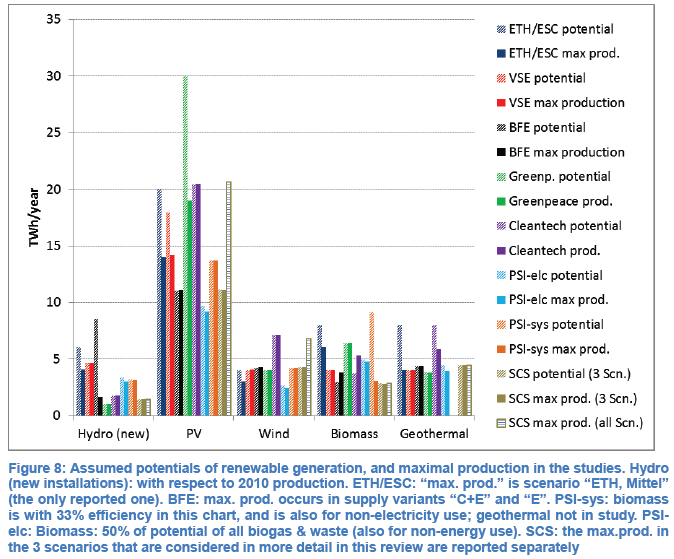 35
30
25
20
15
10
5
0
TWh/year
Hydro (new)
PV
Wind
Biomass
Geothermal
ETH/ESC potential
ETH/ESC max prod.
VSE potential
VSE max production
BFE potential
BFE max production
Greenp. potential
Greenpeace prod.
Cleantech potential
Cleantech prod.
PSI-elc potential
PSI-elc max prod.
PSI-sys potential
PSI-sys max prod.
SCS potential (3 Scn.)
SCS max prod. (3 Scn.)
SCS max prod. (all Scn.)
Figure 8: Assumed potentials of renewable generation, and maximal production in the studies. Hydro
(new installations): with respect to 2010 production. ETH/ESC: “max. prod.” is scenario “ETH, Mittel”
(the only reported one). BFE: max. prod. occurs in supply variants “C+E” and “E”. PSI-sys: biomass
is with 33% efficiency in this chart, and is also for non-electricity use; geothermal not in study. PSI-
elc: Biomass: 50% of potential of all biogas & waste (also for non-energy use). SCS: the max.prod. in
the 3 scenarios that are considered in more detail in this review are reported separately